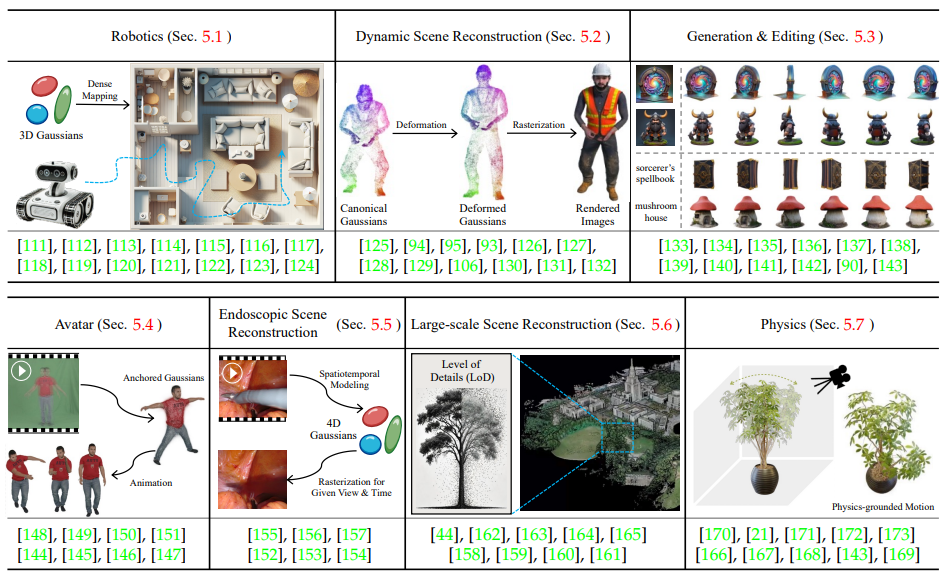 Robotics (Sec. 5.1 )
Dynamic Scene Reconstruction (Sec. 5.2 )
Generation & Editing (Sec. 5.3 )
Dense
Mapping
3D Gaussians
Deformation
Rasterization
Canonical
Gaussians
Deformed
Gaussians
Rendered
Images
sorcerer's
spellbook
mushroom
house
[111], [112], [113], [114], [115], [116], [117],
[118], [119], [120], [121], [122], [123], [124]
[125], [94], [95], [93], [126], [127],
[128], [129], [106], [130], [131], [132]
[133], [134], [135], [136], [137], [138],
[139], [140], [141], [142], [90], [143]
Avatar (Sec. 5.4 )
Endoscopic Scene
Reconstruction
(Sec. 5.5 )
Large-scale Scene Reconstruction (Sec. 5.6 )
Physics (Sec. 5.7 )
Anchored Gaussians
Animation
Spatiotemporal
Modeling
4D
Gaussians
Rasterization for
Given View & Time
Level of
Details (LoD)
Physics-grounded Motion
[148], [149], [150], [151]
[144], [145], [146], [147]
[155], [156], [157]
[152], [153], [154]
[44], [162], [163], [164], [165]
[158], [159], [160], [161]
[170], [21], [171], [172], [173]
[166], [167], [168], [143], [169]